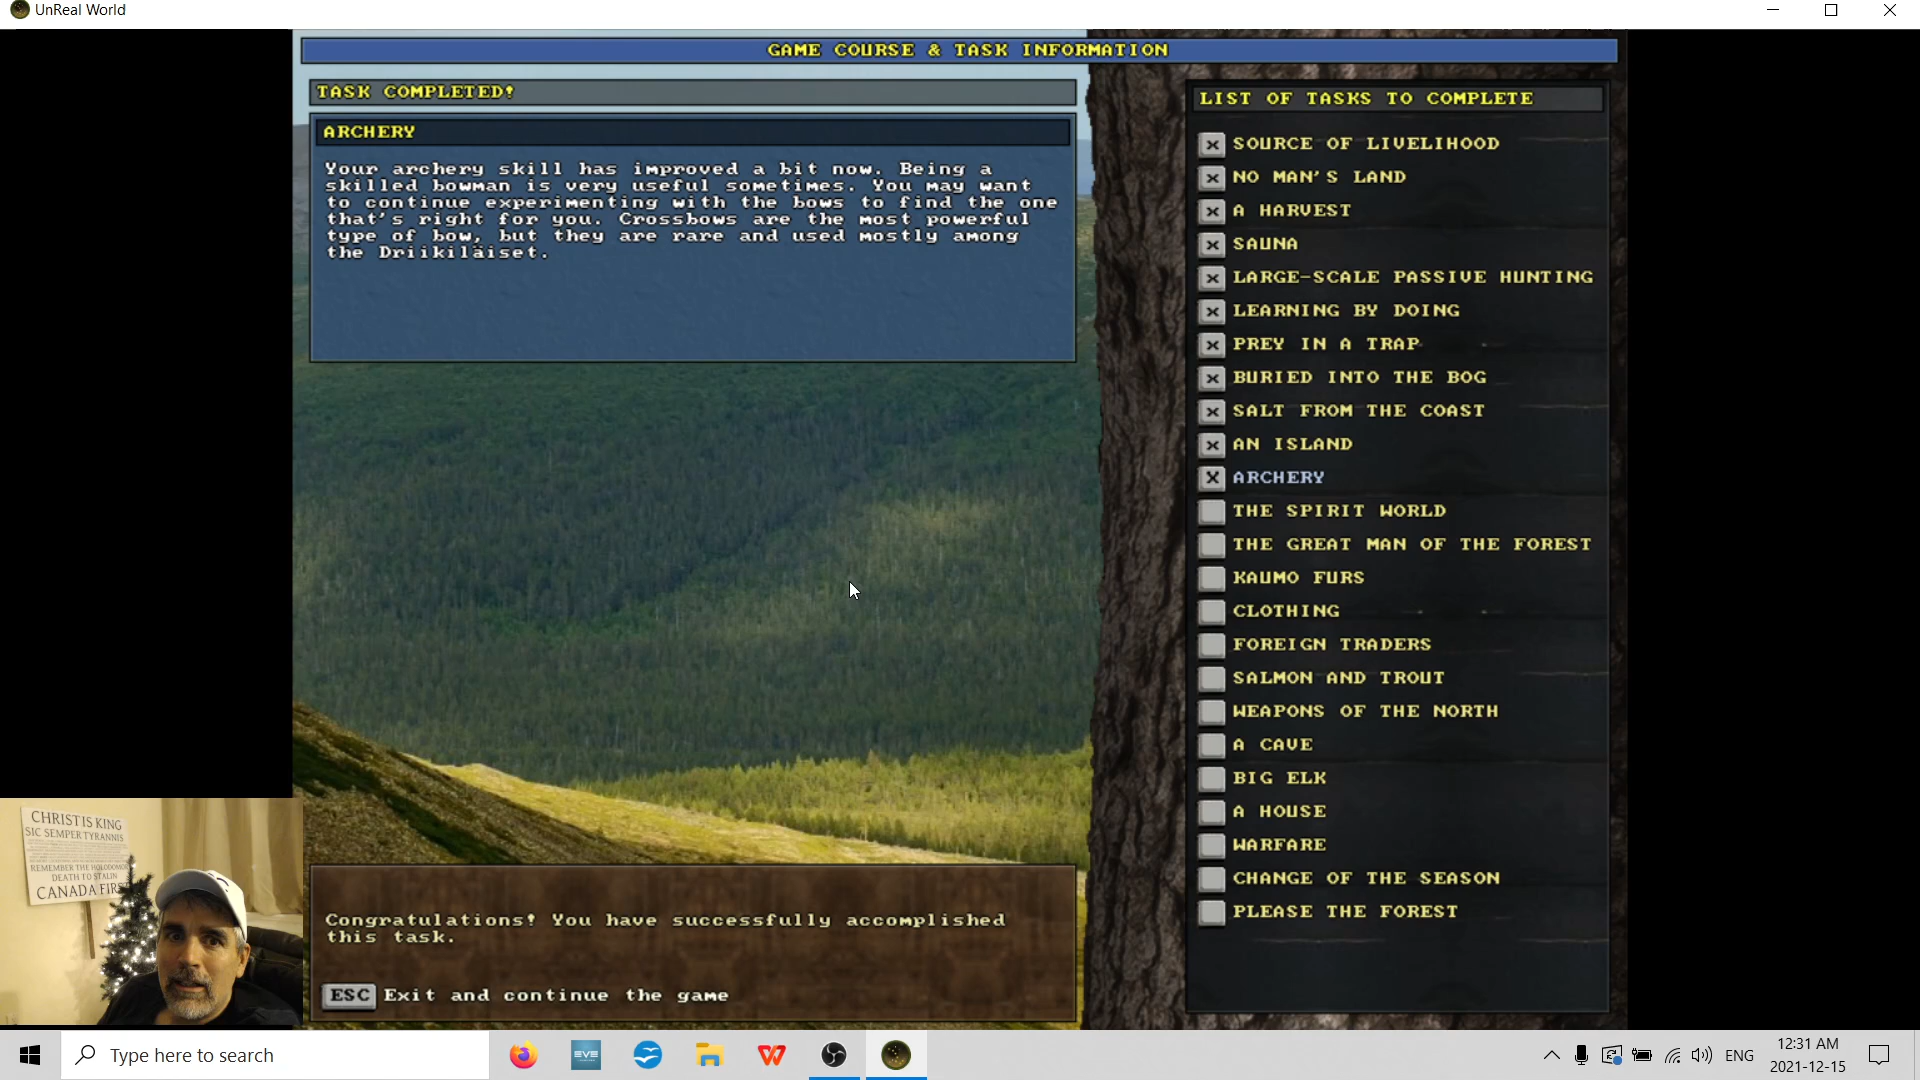 UnReal World
GAME COURSE & TASK INFORMATION
TASK COMPLETED!
ARCHERY
Your archery skill has improved a bit now. Being a
skilled bowman is very useful sometimes. You may want
to continue experimenting with the bows to find the one
that's right for you. Crossbows are the most powerful
type of bow, but they are rare and used mostly among
the Driikiläiset.
LIST OF TASKS TO COMPLETE
SOURCE OF LIVELIHOOD
NO MAN'S LAND
A HARVEST
SAUNA
LARGE-SCALE PASSIVE HUNTING
LEARNING BY DOING
PREY IN A TRAP
BURIED INTO THE BOG
SALT FROM THE COAST
AN ISLAND
ARCHERY
THE SPIRIT WORLD
THE GREAT MAN OF THE FOREST
KAUMO FURS
CLOTHING
FOREIGN TRADERS
SALMON AND TROUT
WEAPONS OF THE NORTH
A CAVE
BIG ELK
A HOUSE
WARFARE
CHANGE OF THE SEASON
PLEASE THE FOREST
CHRIST IS KING
SIC SEMPER TYRANNIS
REMEMBER THE HOLODOMOR
DEATH TO STALIN
CANADA FIRST
Congratulations! You have successfully accomplished
this task.
ESC Exit and continue the game
Type here to search
EVE
ENG
12:31 AM
2021-12-15